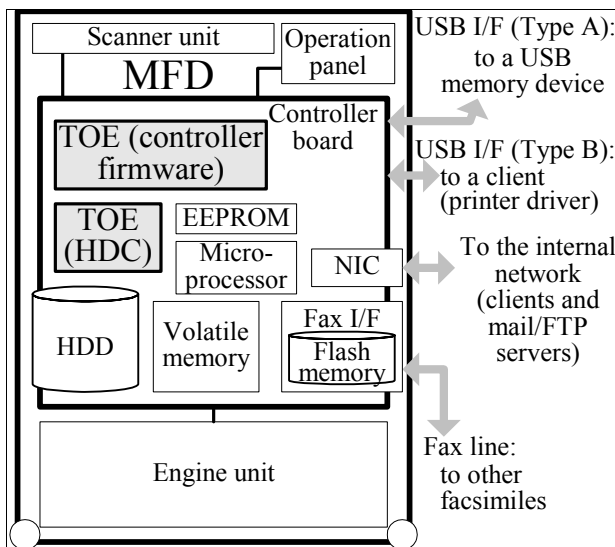 Scanner unit
Operation
panel
MFD
Controller
board
TOE (controller
firmware)
TOE
(HDC)
EEPROM
Micro-
processor
NIC
HDD
Volatile
memory
Fax I/F
Flash
memory
Engine unit
USB I/F (Type A):
to a USB
memory device
USB I/F (Type B):
to a client
(printer driver)
To the internal
network
(clients and
mail/FTP
servers)
Fax line:
to other
facsimiles